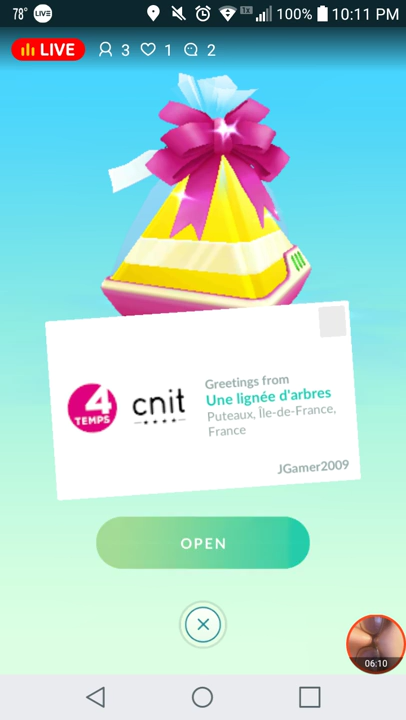 78° LIVE 1x 100% 10:11 PM
LIVE 3 1 2
4
TEMPS
cnit
Greetings from
Une lignée d'arbres
Puteaux, Île-de-France,
France
JGamer2009
OPEN
06:10